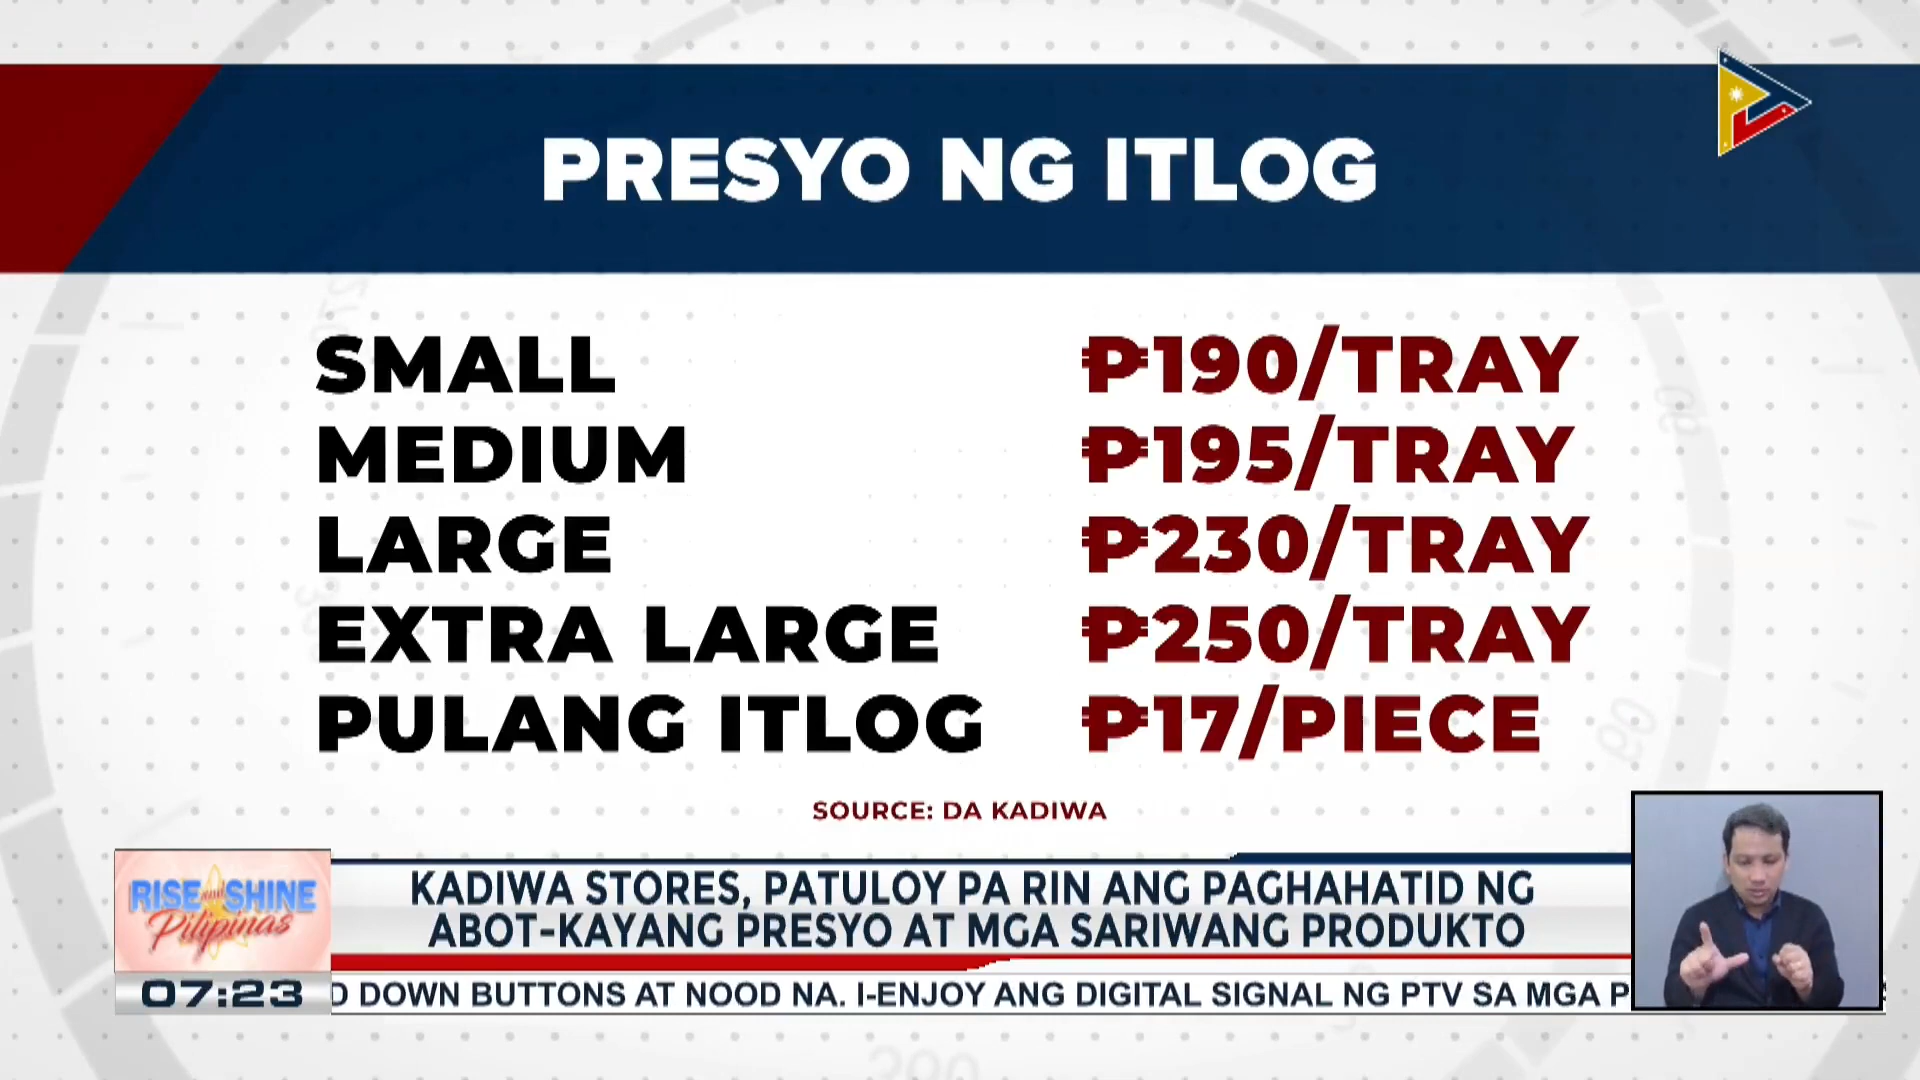 PRESYO NG ITLOG
SMALL ₱190/TRAY
MEDIUM ₱195/TRAY
LARGE ₱230/TRAY
EXTRA LARGE ₱250/TRAY
PULANG ITLOG ₱17/PIECE
SOURCE: DA KADIWA
RISE and SHINE
Pilipinas
KADIWA STORES, PATULOY PA RIN ANG PAGHAHATID NG
ABOT-KAYANG PRESYO AT MGA SARIWANG PRODUKTO
07:23
DOWN BUTTONS AT NOOD NA. I-ENJOY ANG DIGITAL SIGNAL NG PTV SA MGA